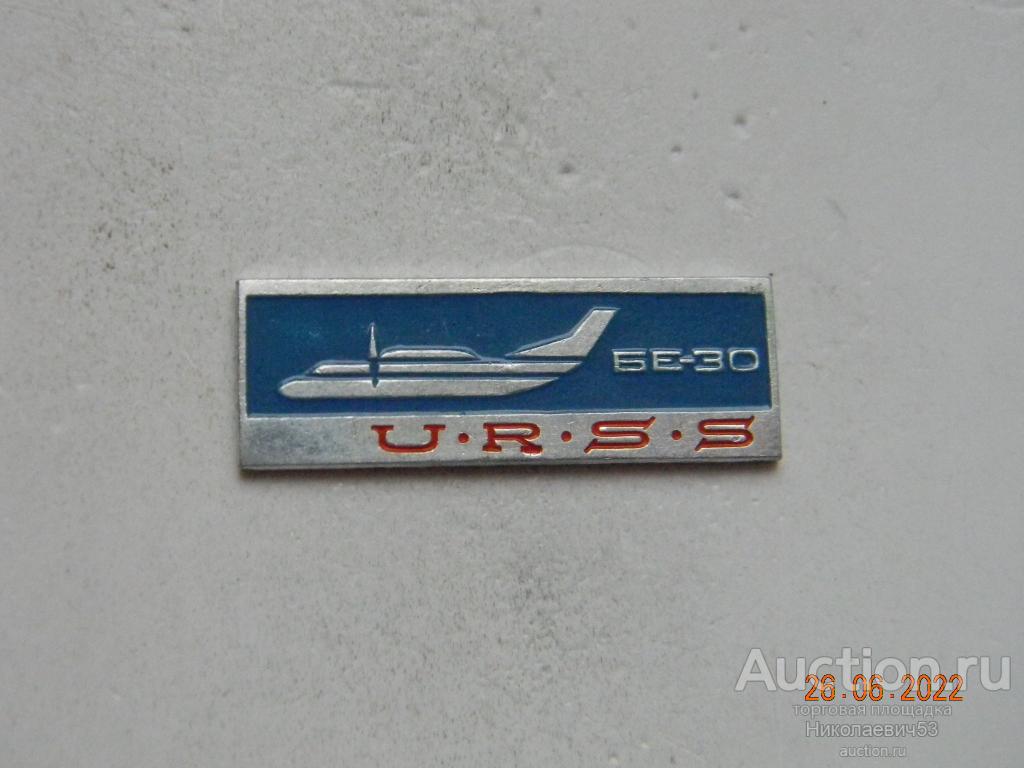 БЕ-30
U·R·S·S
Auction.ru
26.06.2022
торговая площадка
Николаевич53
auction.ru